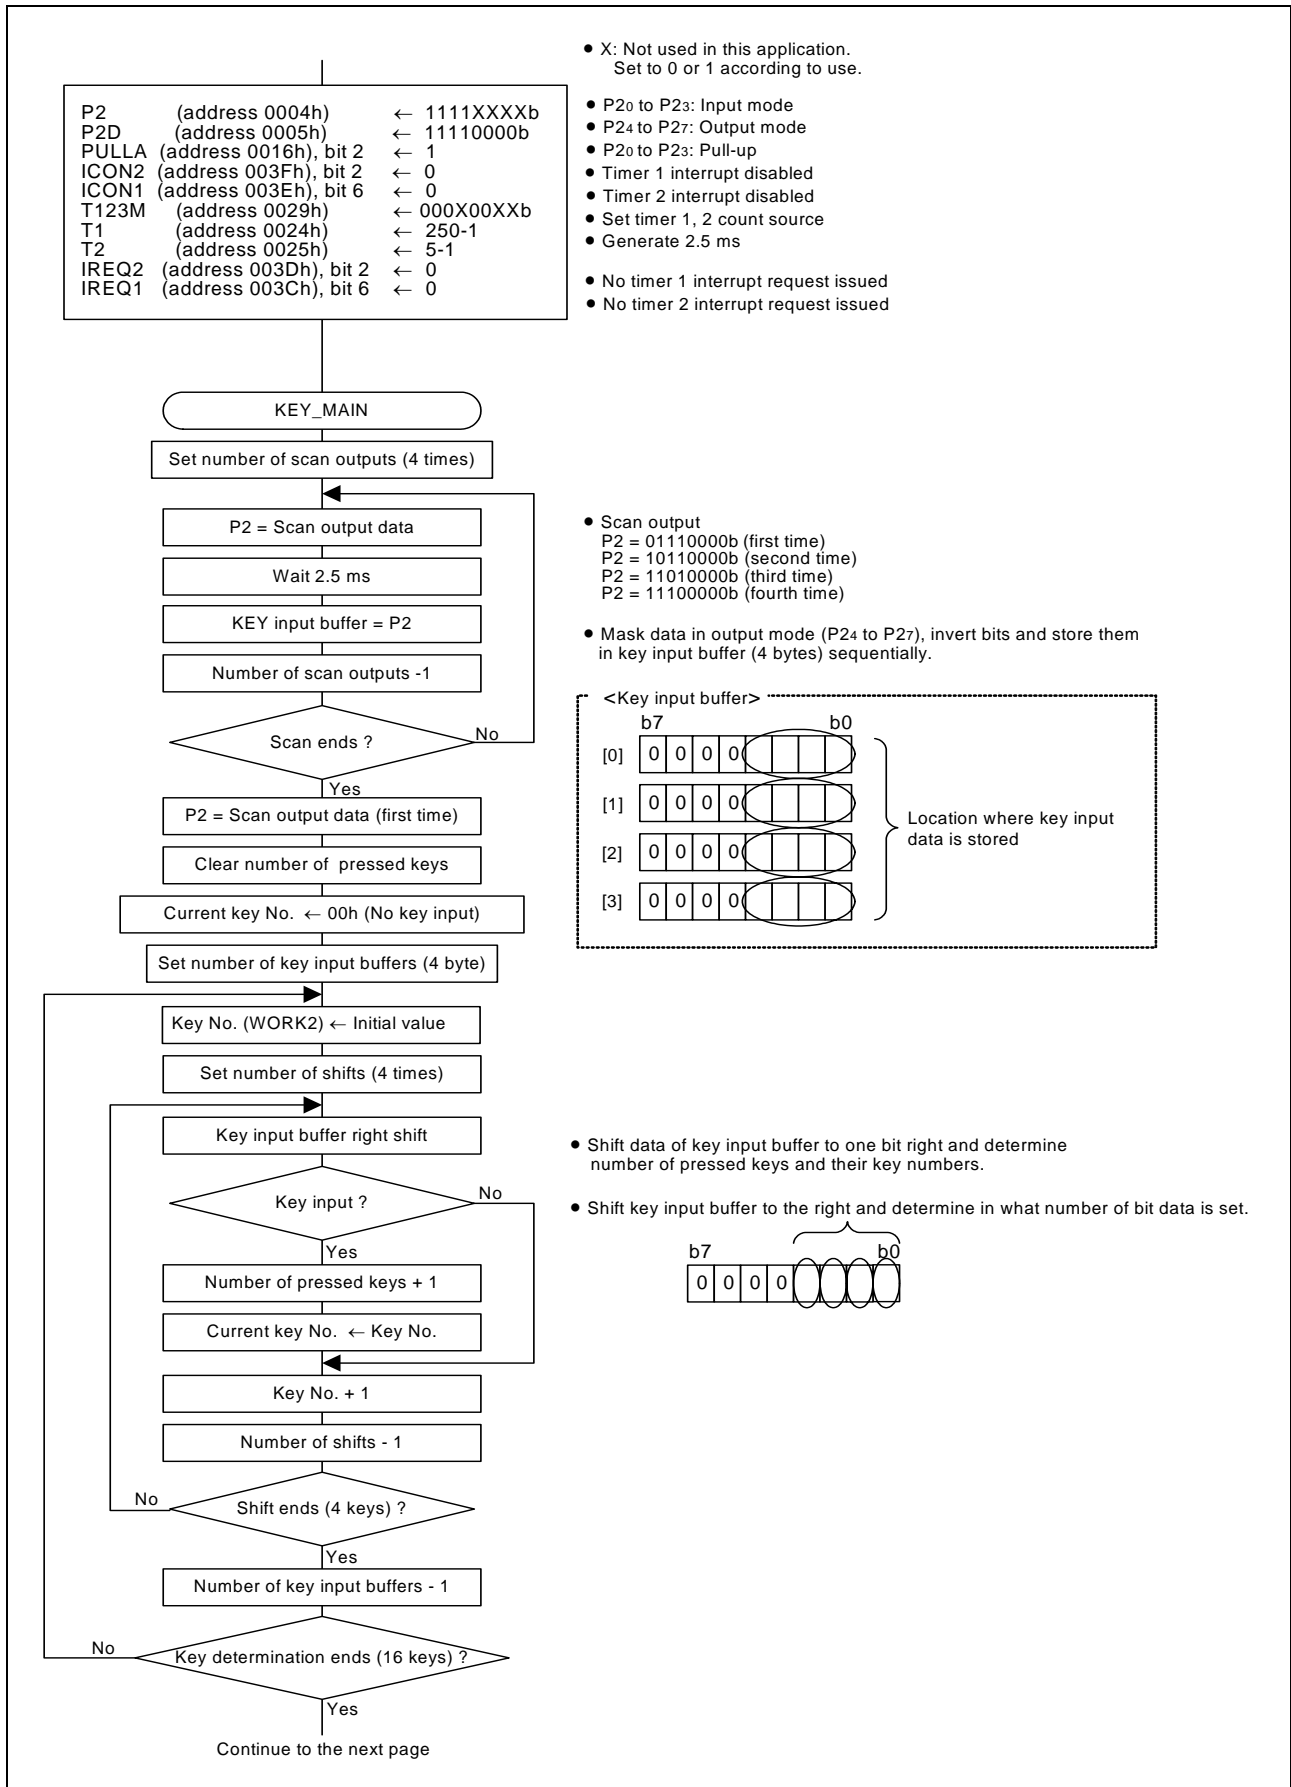 ● X: Not used in this application.
Set to 0 or 1 according to use.
P2 (address 0004h) ← 1111XXXXb
P2D (address 0005h) ← 11110000b
PULLA (address 0016h), bit 2 ← 1
ICON2 (address 003Fh), bit 2 ← 0
ICON1 (address 003Eh), bit 6 ← 0
T123M (address 0029h) ← 000X00XXb
T1 (address 0024h) ← 250-1
T2 (address 0025h) ← 5-1
IREQ2 (address 003Dh), bit 2 ← 0
IREQ1 (address 003Ch), bit 6 ← 0
● P20 to P23: Input mode
● P24 to P27: Output mode
● P20 to P23: Pull-up
● Timer 1 interrupt disabled
● Timer 2 interrupt disabled
● Set timer 1, 2 count source
● Generate 2.5 ms
● No timer 1 interrupt request issued
● No timer 2 interrupt request issued
KEY_MAIN
Set number of scan outputs (4 times)
P2 = Scan output data
Wait 2.5 ms
KEY input buffer = P2
Number of scan outputs -1
Scan ends ?
No
Yes
● Scan output
P2 = 01110000b (first time)
P2 = 10110000b (second time)
P2 = 11010000b (third time)
P2 = 11100000b (fourth time)
● Mask data in output mode (P24 to P27), invert bits and store them
in key input buffer (4 bytes) sequentially.
<Key input buffer>
b7 b0
[0] 0 0 0 0
[1] 0 0 0 0
[2] 0 0 0 0
[3] 0 0 0 0
Location where key input
data is stored
P2 = Scan output data (first time)
Clear number of pressed keys
Current key No. ← 00h (No key input)
Set number of key input buffers (4 byte)
Key No. (WORK2) ← Initial value
Set number of shifts (4 times)
Key input buffer right shift
Key input ?
No
Yes
● Shift data of key input buffer to one bit right and determine
number of pressed keys and their key numbers.
● Shift key input buffer to the right and determine in what number of bit data is set.
b7 b0
0 0 0 0
Number of pressed keys + 1
Current key No. ← Key No.
Key No. + 1
Number of shifts - 1
Shift ends (4 keys) ?
No
Yes
Number of key input buffers - 1
Key determination ends (16 keys) ?
No
Yes
Continue to the next page